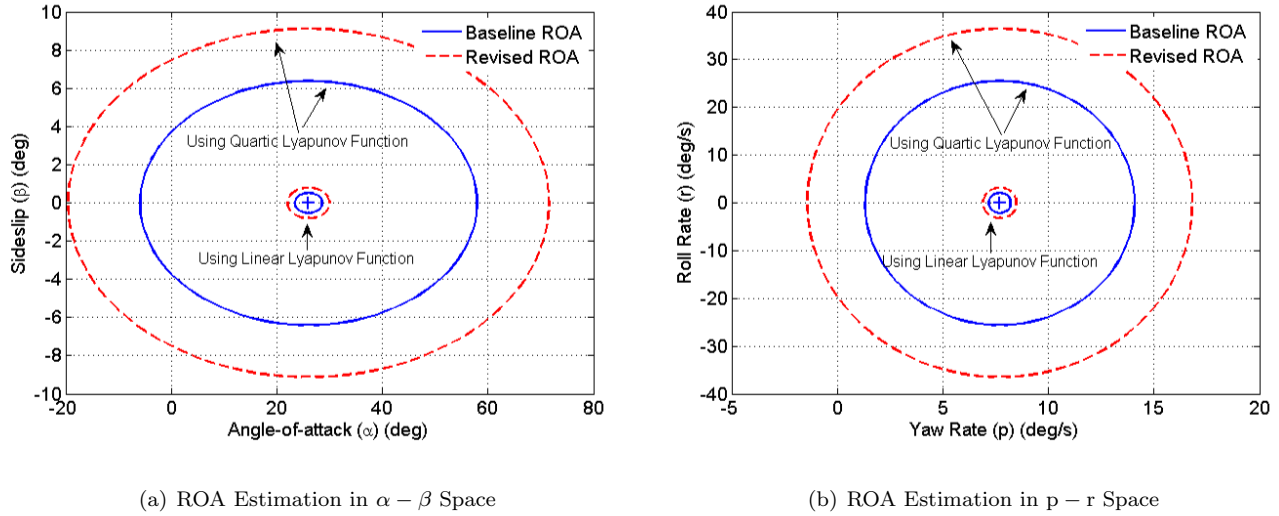 Baseline ROA
Revised ROA
Using Quartic Lyapunov Function
Using Linear Lyapunov Function
Sideslip (β) (deg)
10
8
6
4
2
0
-2
-4
-6
-8
-10
-20
0
20
40
60
80
Angle-of-attack (α) (deg)
(a) ROA Estimation in α − β Space
Baseline ROA
Revised ROA
Using Quartic Lyapunov Function
Using Linear Lyapunov Function
Roll Rate (r) (deg/s)
40
30
20
10
0
-10
-20
-30
-40
-5
0
5
10
15
20
Yaw Rate (p) (deg/s)
(b) ROA Estimation in p − r Space